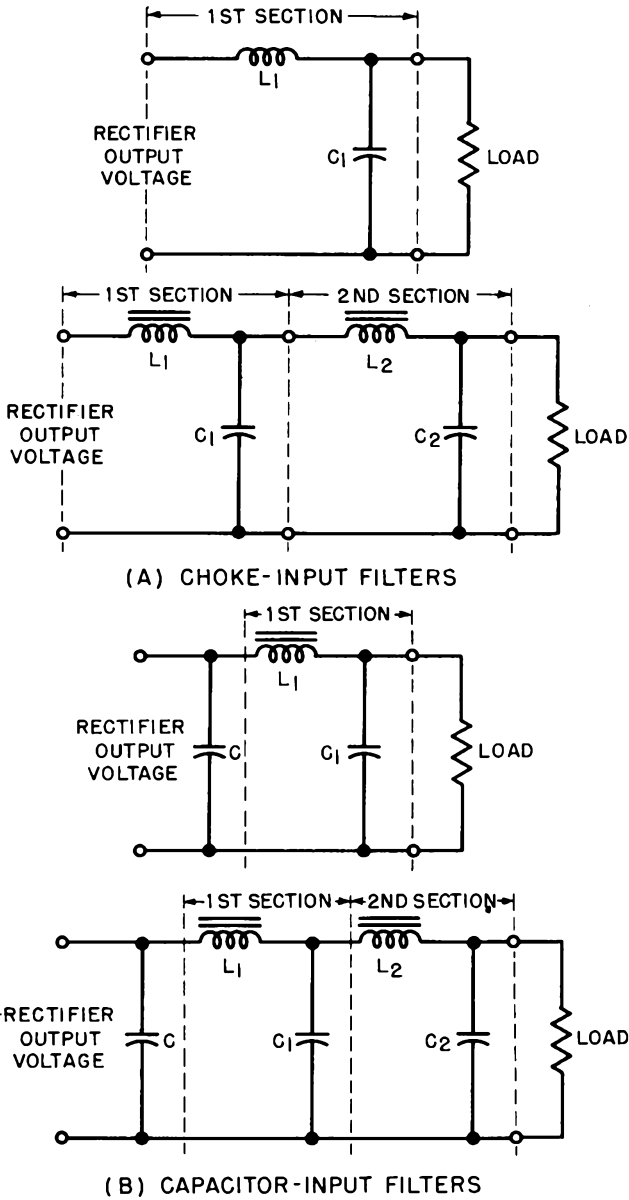 1ST SECTION
L1
RECTIFIER
OUTPUT
VOLTAGE
C1
LOAD
1ST SECTION
2ND SECTION
L1
L2
RECTIFIER
OUTPUT
VOLTAGE
C1
C2
LOAD
(A) CHOKE-INPUT FILTERS
1ST SECTION
L1
RECTIFIER
OUTPUT
VOLTAGE
C
C1
LOAD
1ST SECTION
2ND SECTION
L1
L2
RECTIFIER
OUTPUT
VOLTAGE
C
C1
C2
LOAD
(B) CAPACITOR-INPUT FILTERS